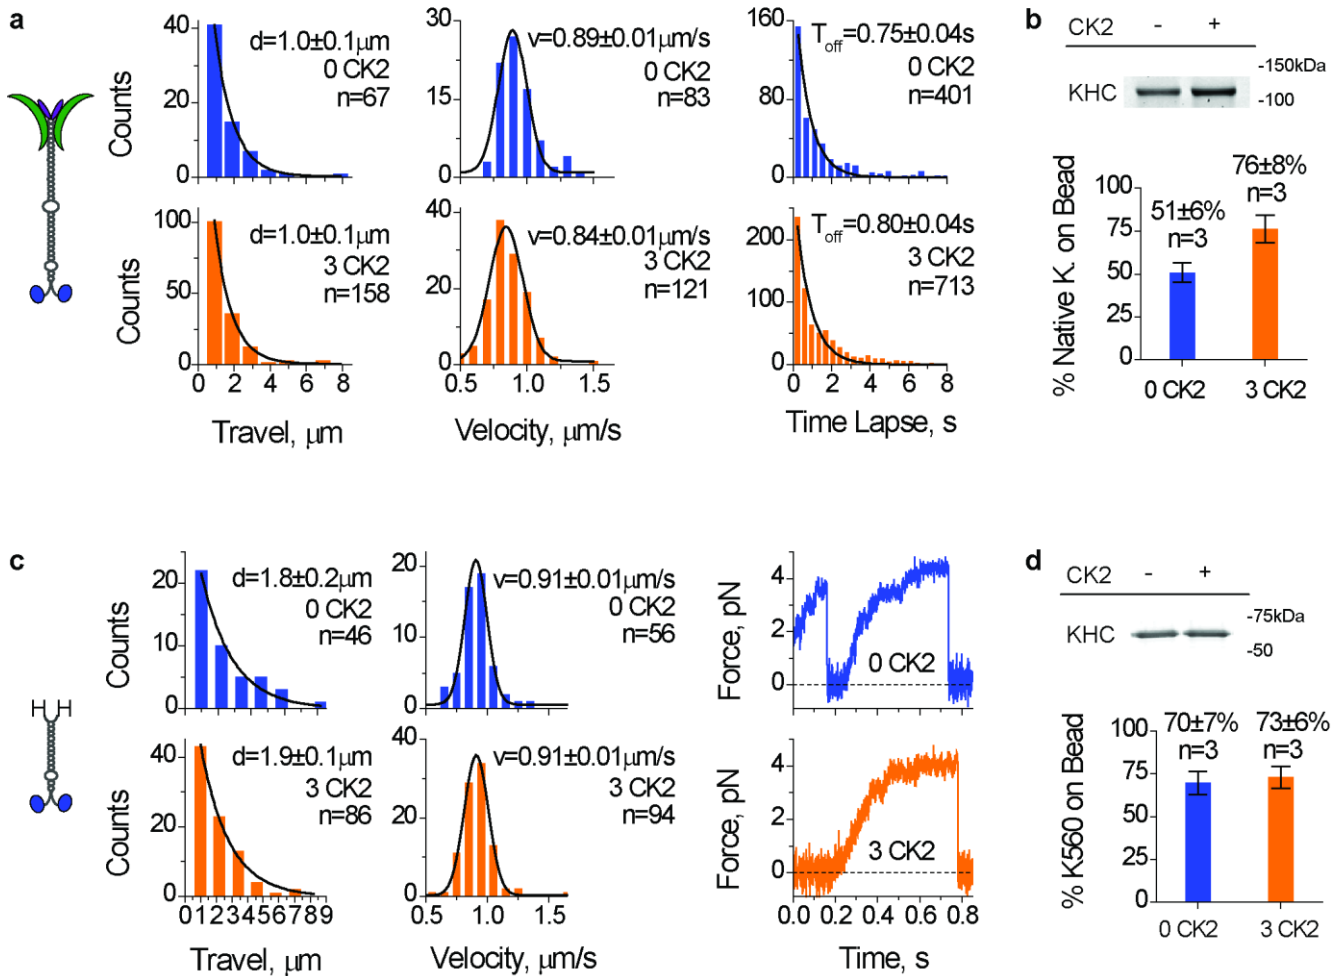 a
160
40
20
0
Counts
d=1.0±0.1μm
0 CK2
n=67
30
15
0
v=0.89±0.01μm/s
0 CK2
n=83
80
0
Toff=0.75±0.04s
0 CK2
n=401
100
50
0
Counts
d=1.0±0.1μm
3 CK2
n=158
0 2 4 6 8
Travel, μm
40
20
0
v=0.84±0.01μm/s
3 CK2
n=121
0.5 1.0 1.5
Velocity, μm/s
200
100
0
Toff=0.80±0.04s
3 CK2
n=713
0 2 4 6 8
Time Lapse, s
b
CK2 - +
KHC
-150kDa
-100
% Native K. on Bead
100
75
50
25
0
51±6%
n=3
76±8%
n=3
0 CK2 3 CK2
c
20
10
0
Counts
d=1.8±0.2μm
0 CK2
n=46
20
10
0
v=0.91±0.01μm/s
0 CK2
n=56
Force, pN
4
2
0
0 CK2
40
20
0
Counts
d=1.9±0.1μm
3 CK2
n=86
0 1 2 3 4 5 6 7 8 9
Travel, μm
40
20
0
v=0.91±0.01μm/s
3 CK2
n=94
0.5 1.0 1.5
Velocity, μm/s
Force, pN
4
2
0
3 CK2
0.0 0.2 0.4 0.6 0.8
Time, s
H H
d
CK2 - +
KHC
-75kDa
-50
% K560 on Bead
100
75
50
25
0
70±7%
n=3
73±6%
n=3
0 CK2 3 CK2